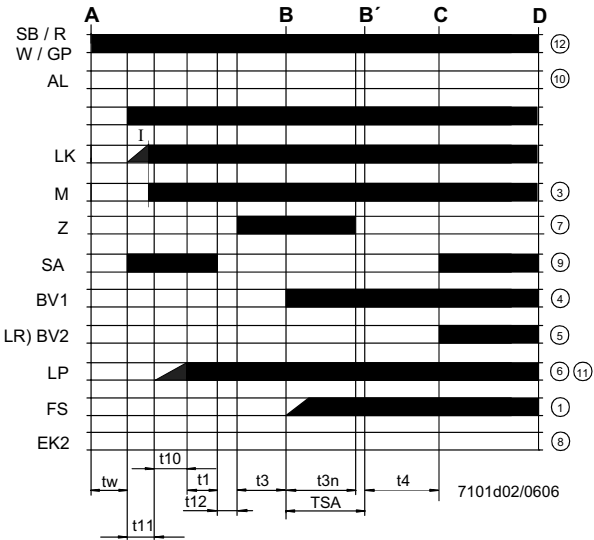 A B B´ C D
SB / R
W / GP ⑫
AL ⑩
I
LK
M ③
Z ⑦
SA ⑨
BV1 ④
LR) BV2 ⑤
LP ⑥ ⑪
FS ①
EK2 ⑧
t10
tw t1 t3 t3n t4 7101d02/0606
t12 TSA
t11